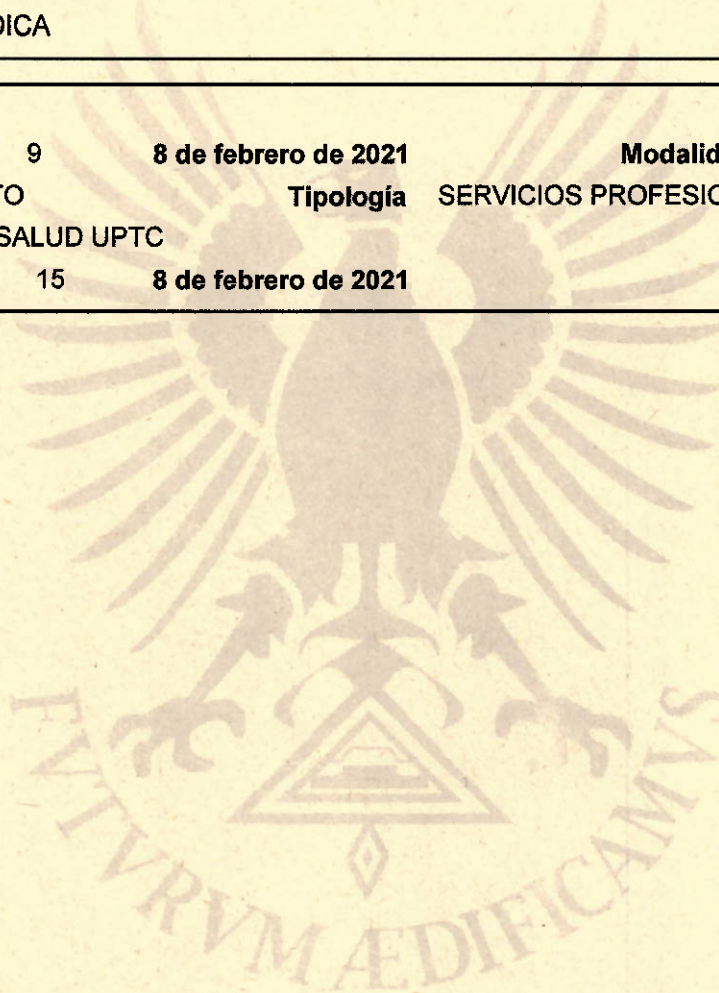 DICA
9 8 de febrero de 2021 Modalid
TO Tipología SERVICIOS PROFESIO
SALUD UPTC
15 8 de febrero de 2021
FVTVRVM ÆDIFICAMVS